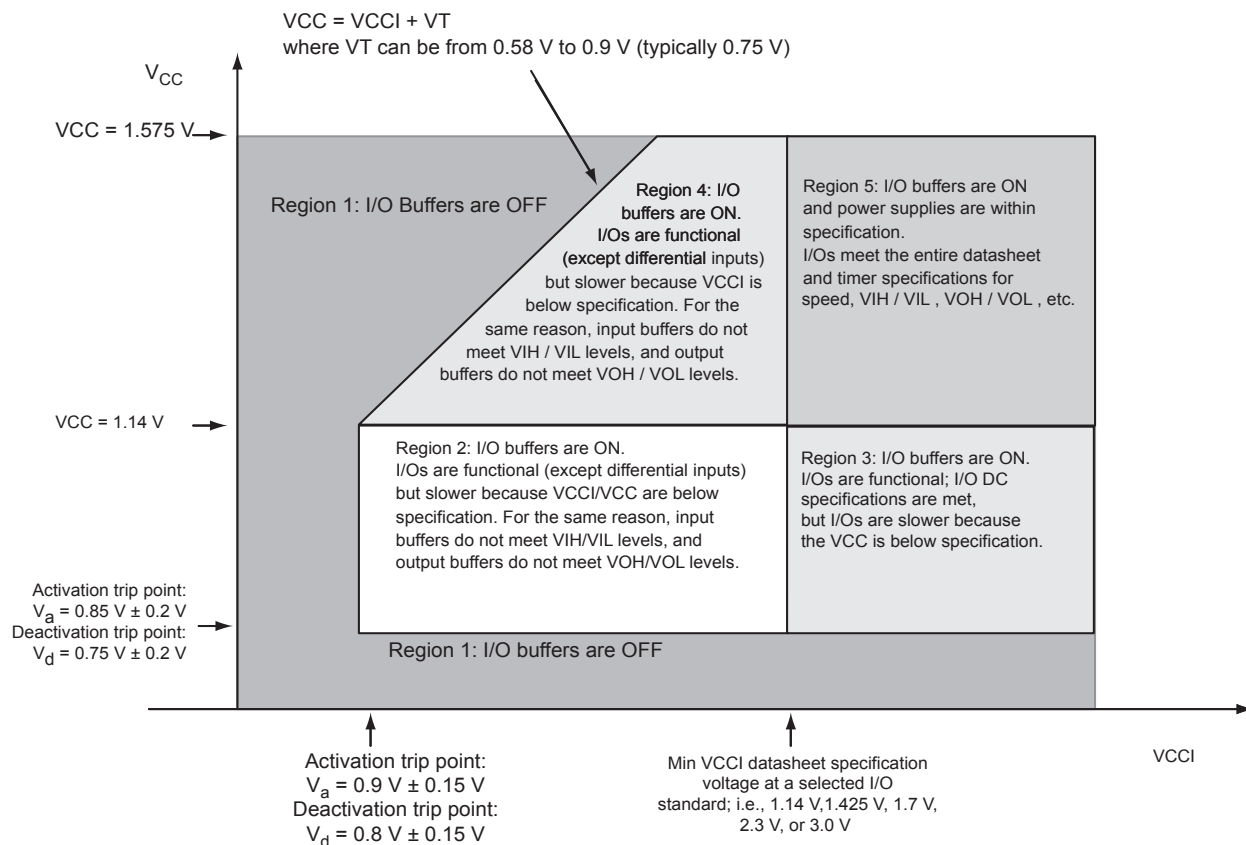 VCC = VCCI + VT
where VT can be from 0.58 V to 0.9 V (typically 0.75 V)
VCC
VCC = 1.575 V
Region 1: I/O Buffers are OFF
Region 4: I/O
buffers are ON.
I/Os are functional
(except differential inputs)
but slower because VCCI is
below specification. For the
same reason, input buffers do not
meet VIH / VIL levels, and output
buffers do not meet VOH / VOL levels.
Region 5: I/O buffers are ON
and power supplies are within
specification.
I/Os meet the entire datasheet
and timer specifications for
speed, VIH / VIL , VOH / VOL , etc.
VCC = 1.14 V
Region 2: I/O buffers are ON.
I/Os are functional (except differential inputs)
but slower because VCCI/VCC are below
specification. For the same reason, input
buffers do not meet VIH/VIL levels, and
output buffers do not meet VOH/VOL levels.
Region 3: I/O buffers are ON.
I/Os are functional; I/O DC
specifications are met,
but I/Os are slower because
the VCC is below specification.
Activation trip point:
Va = 0.85 V ± 0.2 V
Deactivation trip point:
Vd = 0.75 V ± 0.2 V
Region 1: I/O buffers are OFF
Activation trip point:
Va = 0.9 V ± 0.15 V
Deactivation trip point:
Vd = 0.8 V ± 0.15 V
Min VCCI datasheet specification
voltage at a selected I/O
standard; i.e., 1.14 V,1.425 V, 1.7 V,
2.3 V, or 3.0 V
VCCI